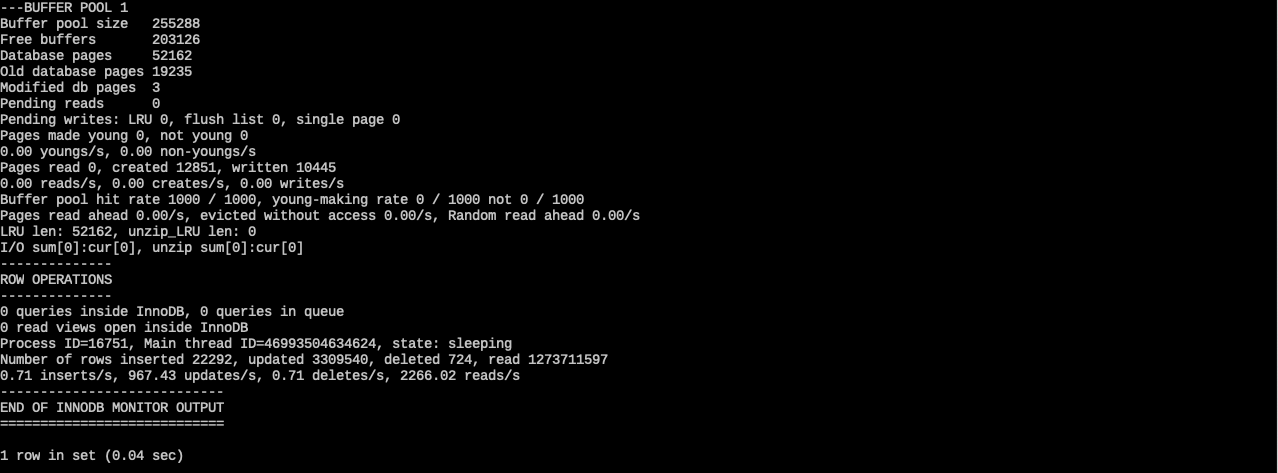 ---BUFFER POOL 1
Buffer pool size   255288
Free buffers       203126
Database pages     52162
Old database pages 19235
Modified db pages  3
Pending reads      0
Pending writes: LRU 0, flush list 0, single page 0
Pages made young 0, not young 0
0.00 youngs/s, 0.00 non-youngs/s
Pages read 0, created 12851, written 10445
0.00 reads/s, 0.00 creates/s, 0.00 writes/s
Buffer pool hit rate 1000 / 1000, young-making rate 0 / 1000 not 0 / 1000
Pages read ahead 0.00/s, evicted without access 0.00/s, Random read ahead 0.00/s
LRU len: 52162, unzip_LRU len: 0
I/O sum[0]:cur[0], unzip sum[0]:cur[0]
--------------
ROW OPERATIONS
--------------
0 queries inside InnoDB, 0 queries in queue
0 read views open inside InnoDB
Process ID=16751, Main thread ID=46993504634624, state: sleeping
Number of rows inserted 22292, updated 3309540, deleted 724, read 1273711597
0.71 inserts/s, 967.43 updates/s, 0.71 deletes/s, 2266.02 reads/s
----------------------------
END OF INNODB MONITOR OUTPUT
============================

1 row in set (0.04 sec)